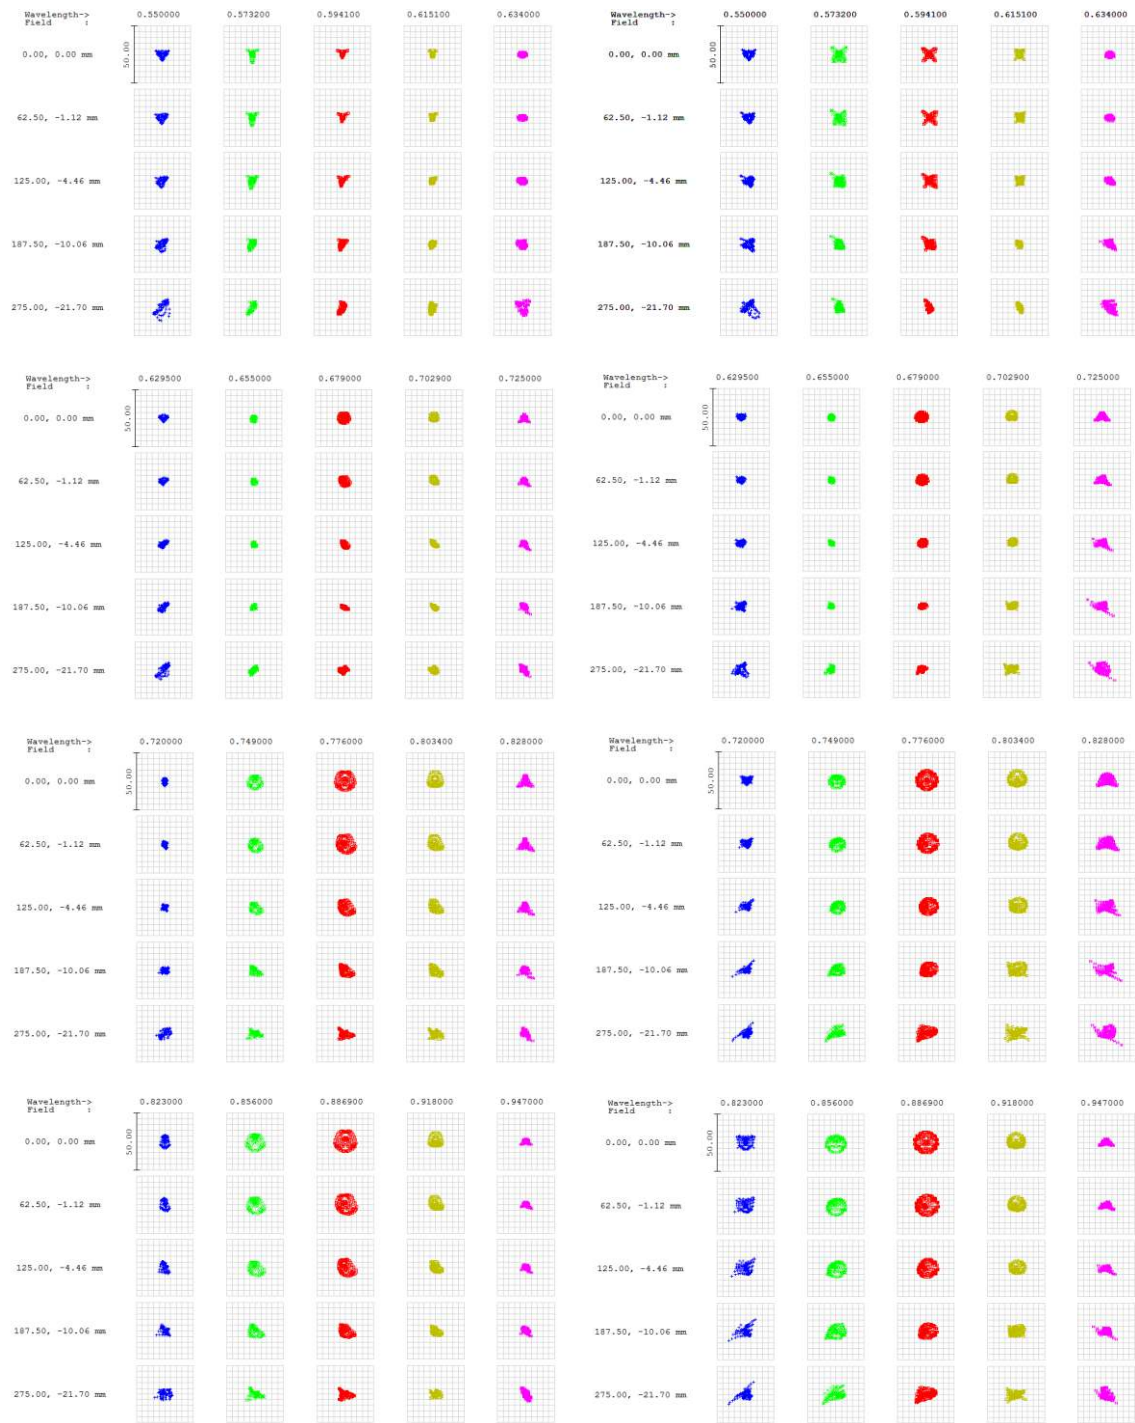 Wavelength-> 0.550000 0.573200 0.594100 0.615100 0.634000
Field :
0.00, 0.00 mm
50.00
62.50, -1.12 mm
125.00, -4.46 mm
187.50, -10.06 mm
275.00, -21.70 mm
Wavelength-> 0.550000 0.573200 0.594100 0.615100 0.634000
Field :
0.00, 0.00 mm
50.00
62.50, -1.12 mm
125.00, -4.46 mm
187.50, -10.06 mm
275.00, -21.70 mm
Wavelength-> 0.629500 0.655000 0.679000 0.702900 0.725000
Field :
0.00, 0.00 mm
50.00
62.50, -1.12 mm
125.00, -4.46 mm
187.50, -10.06 mm
275.00, -21.70 mm
Wavelength-> 0.629500 0.655000 0.679000 0.702900 0.725000
Field :
0.00, 0.00 mm
50.00
62.50, -1.12 mm
125.00, -4.46 mm
187.50, -10.06 mm
275.00, -21.70 mm
Wavelength-> 0.720000 0.749000 0.776000 0.803400 0.828000
Field :
0.00, 0.00 mm
50.00
62.50, -1.12 mm
125.00, -4.46 mm
187.50, -10.06 mm
275.00, -21.70 mm
Wavelength-> 0.720000 0.749000 0.776000 0.803400 0.828000
Field :
0.00, 0.00 mm
50.00
62.50, -1.12 mm
125.00, -4.46 mm
187.50, -10.06 mm
275.00, -21.70 mm
Wavelength-> 0.823000 0.856000 0.886900 0.918000 0.947000
Field :
0.00, 0.00 mm
50.00
62.50, -1.12 mm
125.00, -4.46 mm
187.50, -10.06 mm
275.00, -21.70 mm
Wavelength-> 0.823000 0.856000 0.886900 0.918000 0.947000
Field :
0.00, 0.00 mm
50.00
62.50, -1.12 mm
125.00, -4.46 mm
187.50, -10.06 mm
275.00, -21.70 mm